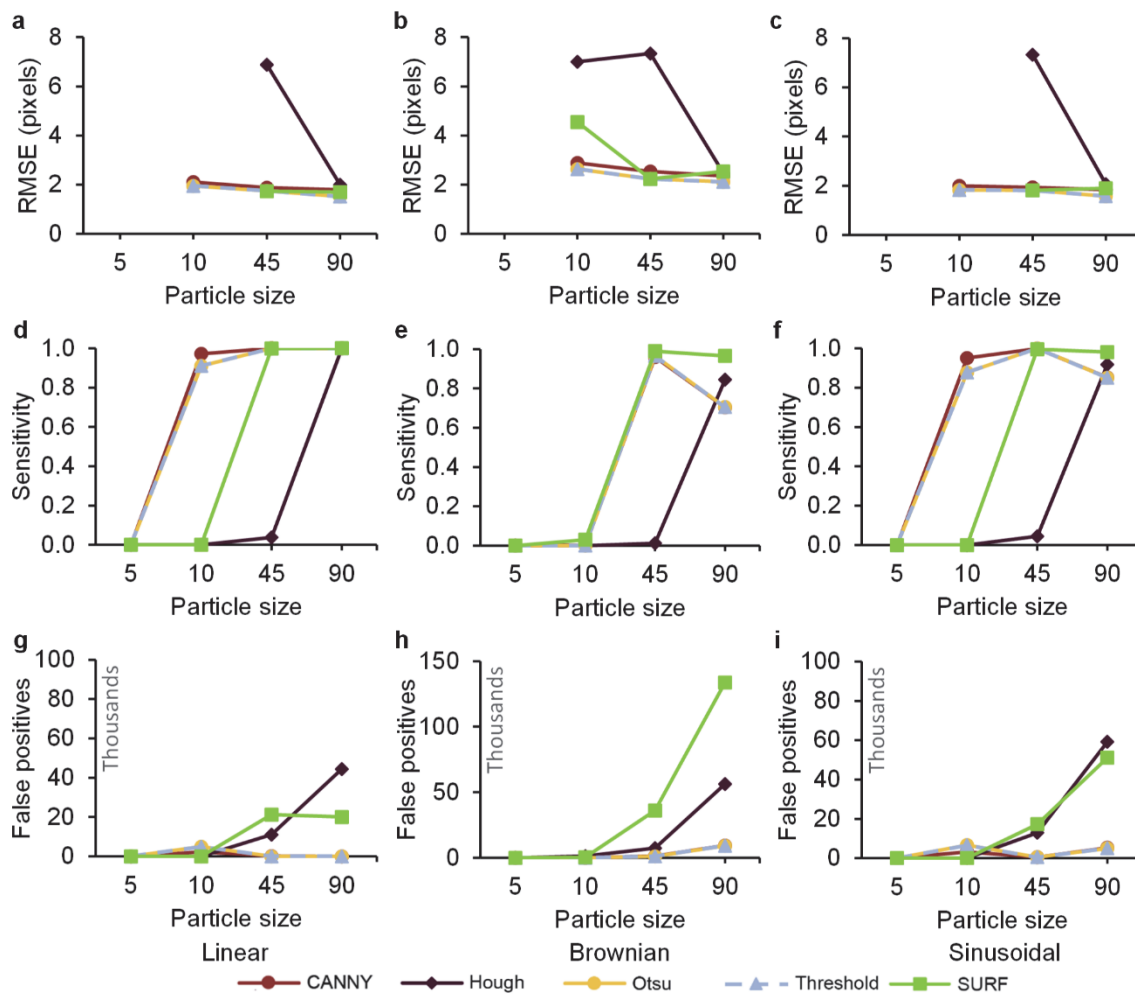 a
b
c
8
6
4
2
0
RMSE (pixels)
5 10 45 90
Particle size
8
6
4
2
0
RMSE (pixels)
5 10 45 90
Particle size
8
6
4
2
0
RMSE (pixels)
5 10 45 90
Particle size
d
e
f
1.0
0.8
0.6
0.4
0.2
0.0
Sensitivity
5 10 45 90
Particle size
1.0
0.8
0.6
0.4
0.2
0.0
Sensitivity
5 10 45 90
Particle size
1.0
0.8
0.6
0.4
0.2
0.0
Sensitivity
5 10 45 90
Particle size
g
h
i
100
80
60
40
20
0
False positives
Thousands
5 10 45 90
Particle size
Linear
150
100
50
0
False positives
Thousands
5 10 45 90
Particle size
Brownian
100
80
60
40
20
0
False positives
Thousands
5 10 45 90
Particle size
Sinusoidal
CANNY Hough Otsu Threshold SURF